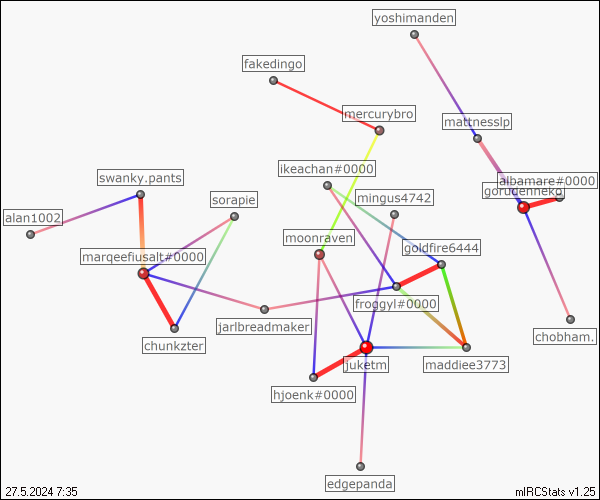 yoshimanden
fakedingo
mercurybro
mattnesslp
ikeachan#0000
swanky.pants
albamare#0000
gorudenneko
sorapie
mingus4742
alan1002
moonraven
goldfire6444
marqeefiusalt#0000
froggyl#0000
jarlbreadmaker
chobham.
chunkzter
juketm
maddiee3773
hjoenk#0000
edgepanda
27.5.2024 7:35
mIRCStats v1.25